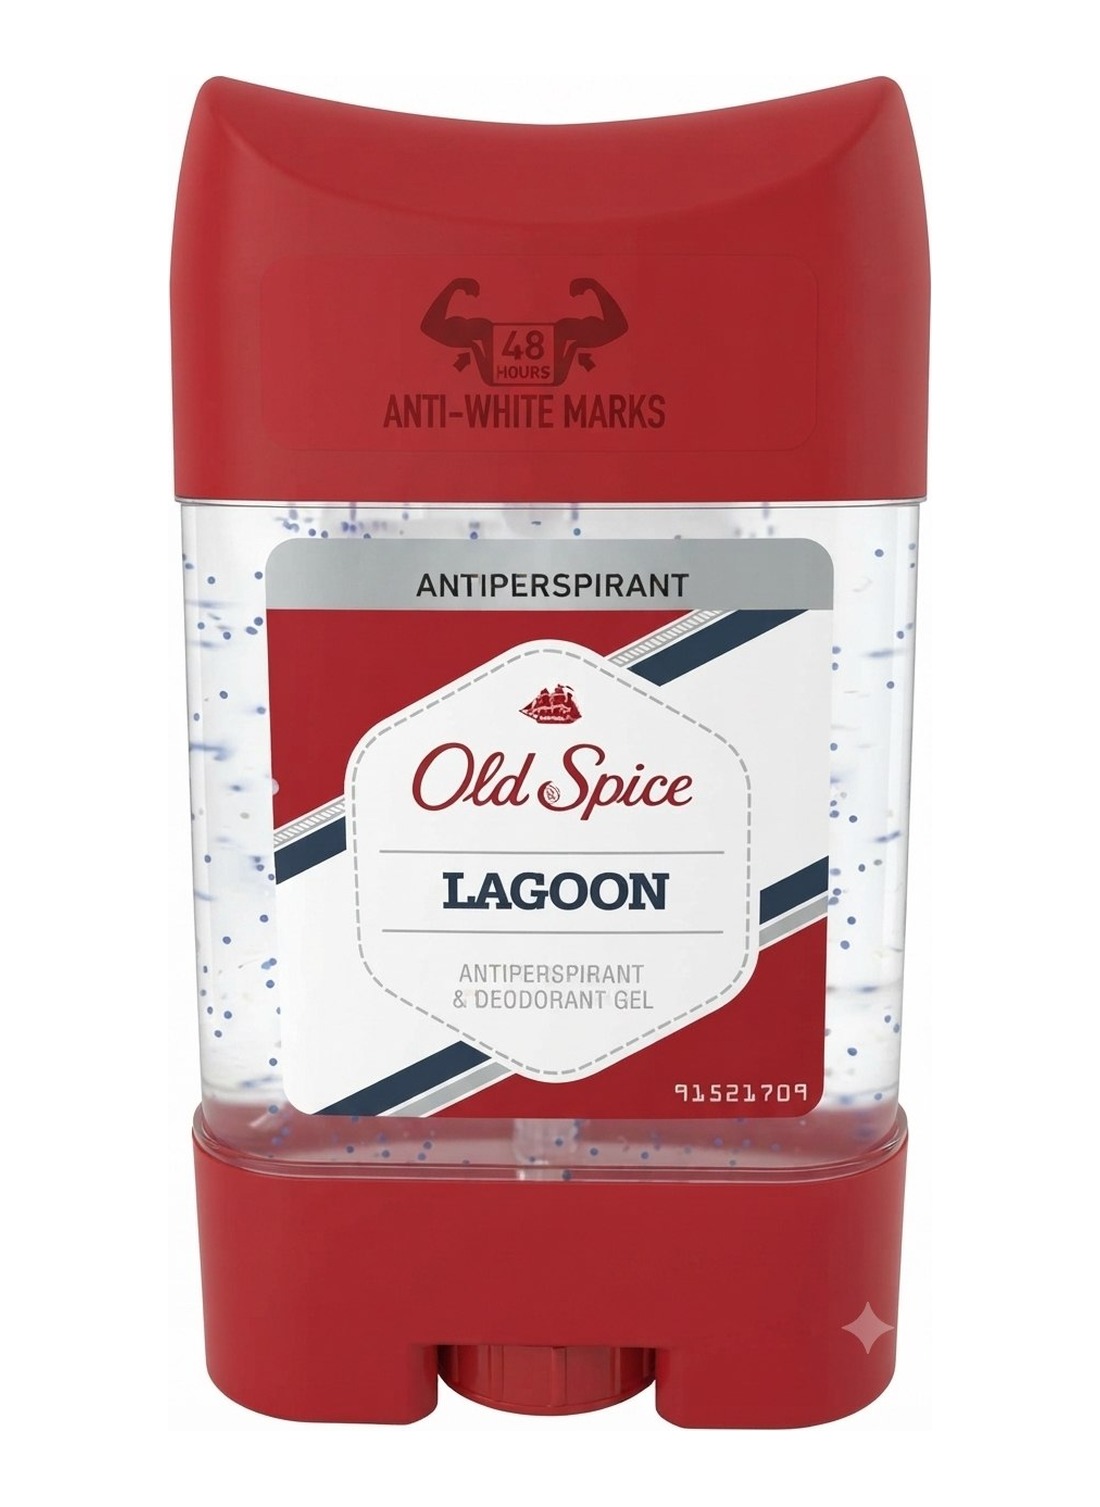 48
HOURS
ANTI-WHITE MARKS
ANTIPERSPIRANT
Old Spice
LAGOON
ANTIPERSPIRANT
& DEODORANT GEL
91521709